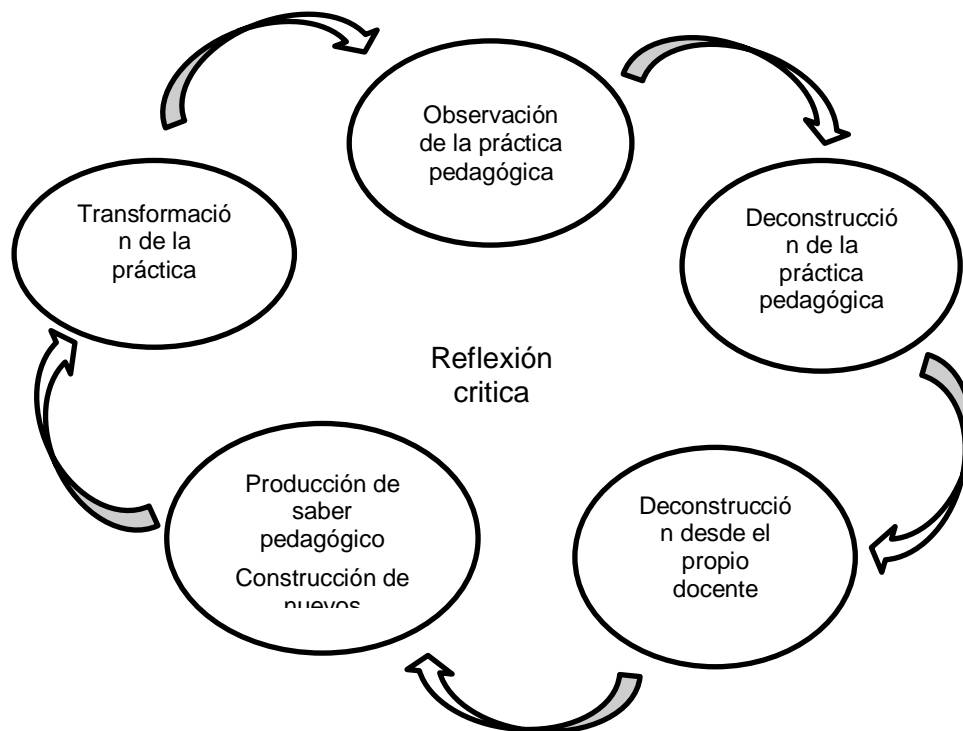 Observación
de la práctica
pedagógica
Deconstrucció
n de la
práctica
pedagógica
Deconstrucció
n desde el
propio
docente
Producción de
saber
pedagógico
Construcción de
nuevos
Transformació
n de la
práctica
Reflexión
critica